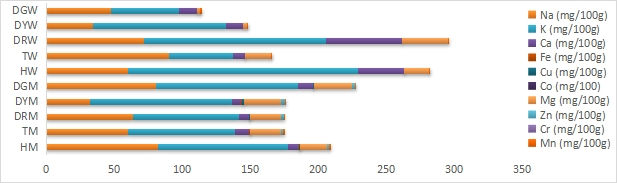 DGW
DYW
DRW
TW
HW
DGM
DYM
DRM
TM
HM
0 50 100 150 200 250 300 350
Na (mg/100g)
K (mg/100g)
Ca (mg/100g)
Fe (mg/100g)
Cu (mg/100g)
Co (mg/100)
Mg (mg/100g)
Zn (mg/100g)
Cr (mg/100g)
Mn (mg/100g)